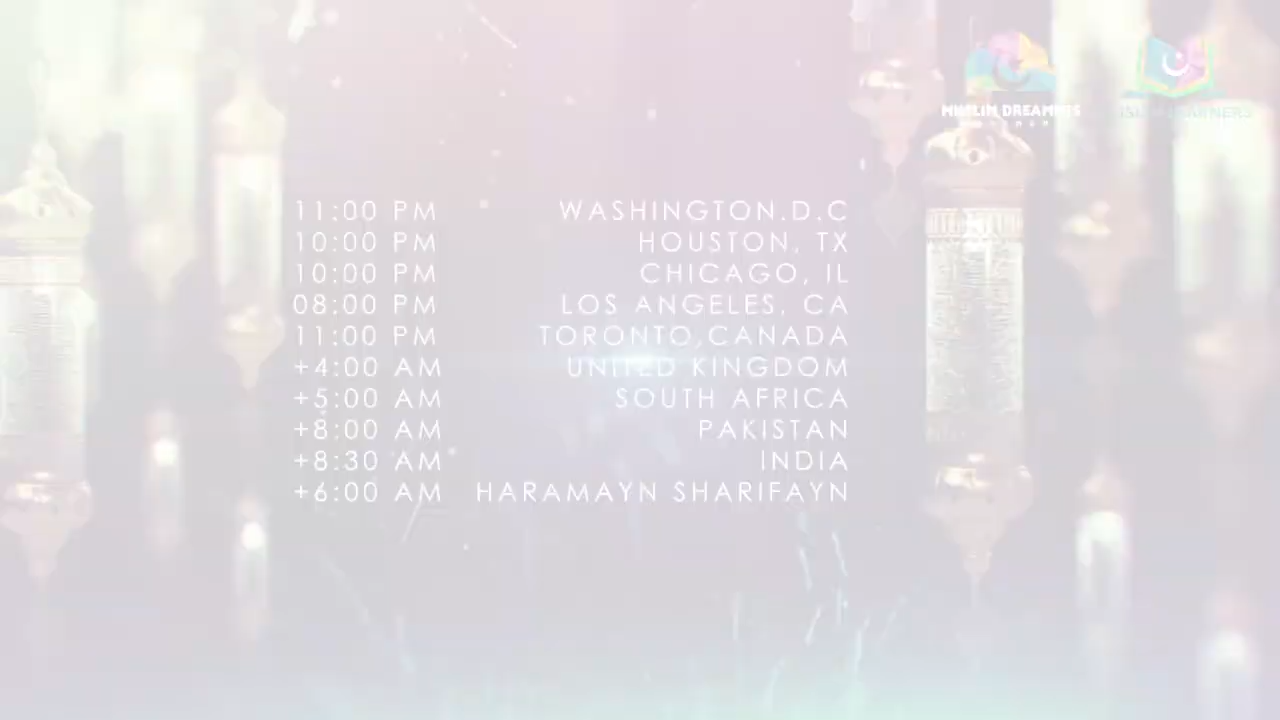 MUSLIM DREAMERS
11:00 PM WASHINGTON.D.C
10:00 PM HOUSTON, TX
10:00 PM CHICAGO, IL
08:00 PM LOS ANGELES, CA
11:00 PM TORONTO,CANADA
+4:00 AM UNITED KINGDOM
+5:00 AM SOUTH AFRICA
+8:00 AM PAKISTAN
+8:30 AM INDIA
+6:00 AM HARAMAYN SHARIFAYN